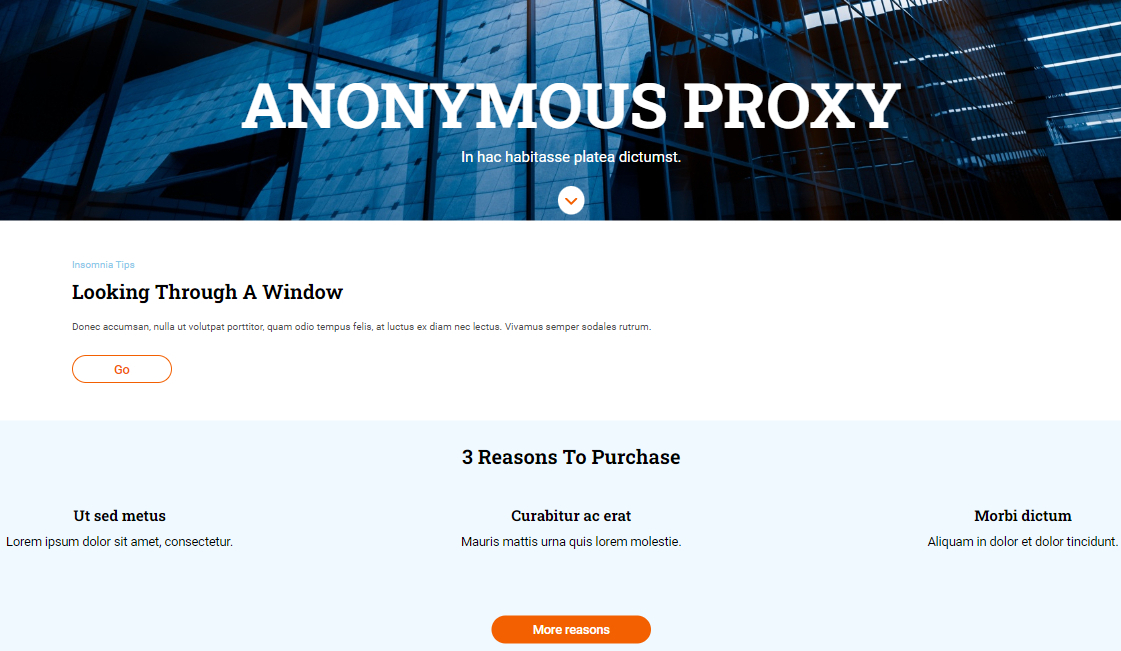 ANONYMOUS PROXY
In hac habitasse platea dictumst.
Insomnia Tips
Looking Through A Window
Donec accumsan, nulla ut volutpat porttitor, quam odio tempus felis, at luctus ex diam nec lectus. Vivamus semper sodales rutrum.
Go
3 Reasons To Purchase
Ut sed metus
Lorem ipsum dolor sit amet, consectetur.
Curabitur ac erat
Mauris mattis urna quis lorem molestie.
Morbi dictum
Aliquam in dolor et dolor tincidunt.
More reasons